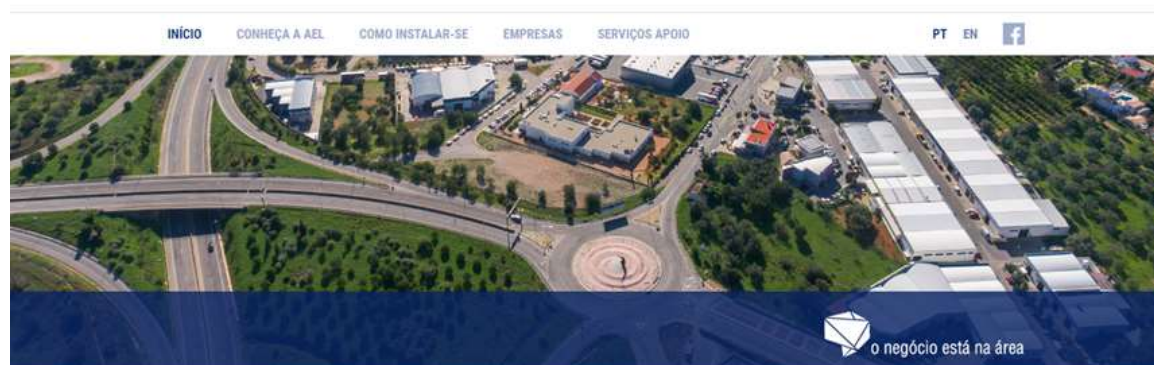 INÍCIO CONHEÇA A AEL COMO INSTALAR-SE EMPRESAS SERVIÇOS APOIO PT EN f
o negócio está na área